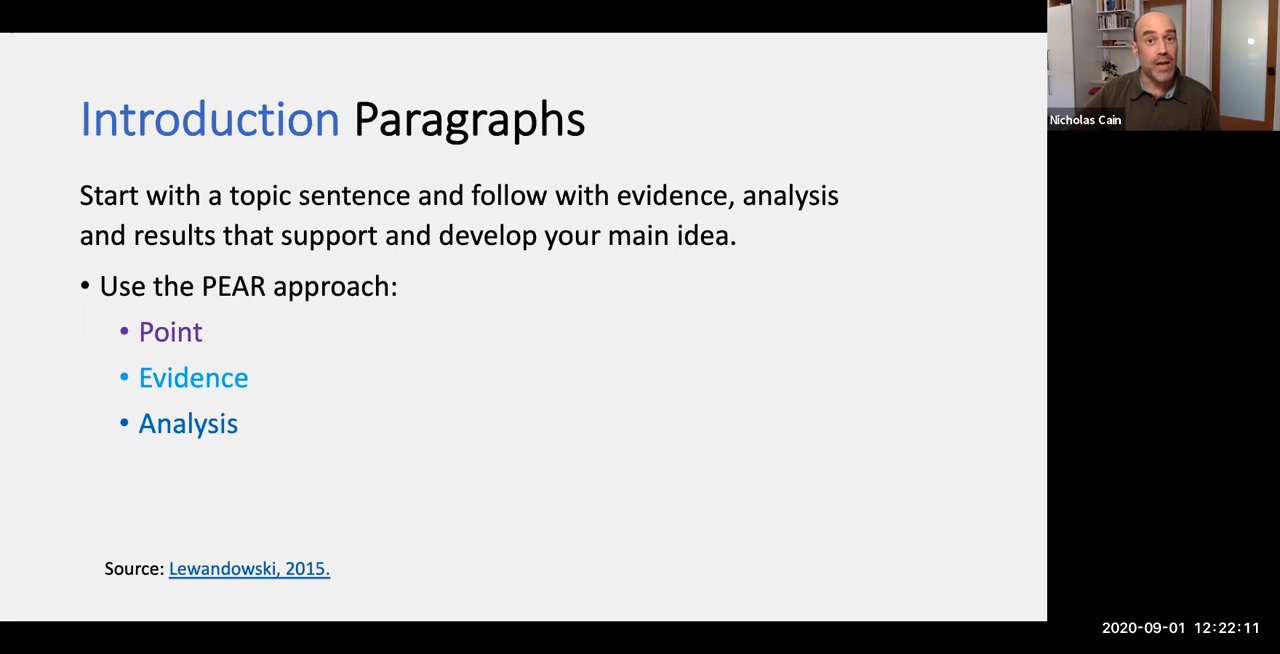 Introduction Paragraphs
Start with a topic sentence and follow with evidence, analysis
and results that support and develop your main idea.
• Use the PEAR approach:
• Point
• Evidence
• Analysis
Source: Lewandowski, 2015.
Nicholas Cain
2020-09-01 12:22:11